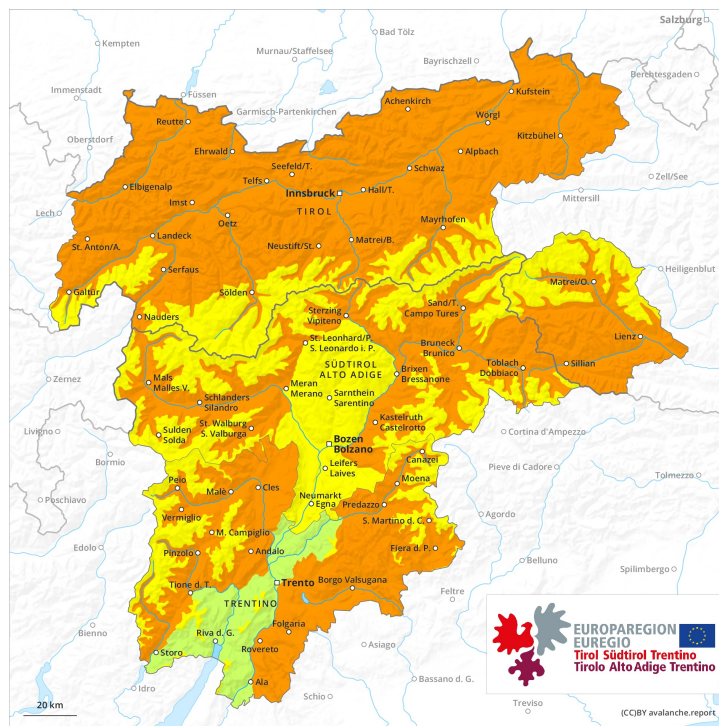 Salzburg
Bad Tölz
Kempten
Murnau/Staffelsee
Bayrischzell
Berchtesgaden
Immenstadt
Füssen
Garmisch-Partenkirchen
Achenkirch
Kufstein
Reutte
Wörgl
Oberstdorf
Kitzbühel
Ehrwald
Alpbach
Seefeld/T.
Schwaz
Zell/See
Elbigenalp
Telfs
Innsbruck
Hall/T.
Mittersill
Imst
TIROL
Lech
Oetz
Mayrhofen
Landeck
Matrei/B.
St. Anton/A.
Neustift/St.
Heiligenblut
Serfaus
Matrei/O.
Galtür
Sölden
Nauders
Sterzing
Vipiteno
Sand/T.
Campo Tures
Lienz
St. Leonhard/P.
S. Leonardo i. P.
Bruneck
Brunico
Sillian
SÜDTIROL
ALTO ADIGE
Toblach
Dobbiaco
Zernez
Mals
Malles V.
Meran
Merano
Brixen
Bressanone
Schlanders
Silandro
Sarnthein
Sarentino
Livigno
St. Walburg
S. Valburga
Kastelruth
Castelrotto
Cortina d'Ampezzo
Sulden
Solda
Bozen
Bolzano
Bormio
Canazei
Pieve di Cadore
Leifers
Laives
Tolmezzo
Peio
Moena
Poschiavo
Malè
Cles
Neumarkt
Egna
Predazzo
Vermiglio
Agordo
S. Martino d. C.
M. Campiglio
Edolo
Pinzolo
Andalo
Fiera d. P.
Belluno
Spilimbergo
Tione d. T.
Trento
Borgo Valsugana
Feltre
TRENTINO
Bienno
Folgaria
Riva d. G.
Rovereto
Asiago
Storo
Ala
Bassano d. G.
Idro
Schio
Treviso
EUROPAREGION
EUREGIO
Tirol Südtirol Trentino
Tirolo Alto Adige Trentino
20 km
(CC)BY avalanche.report